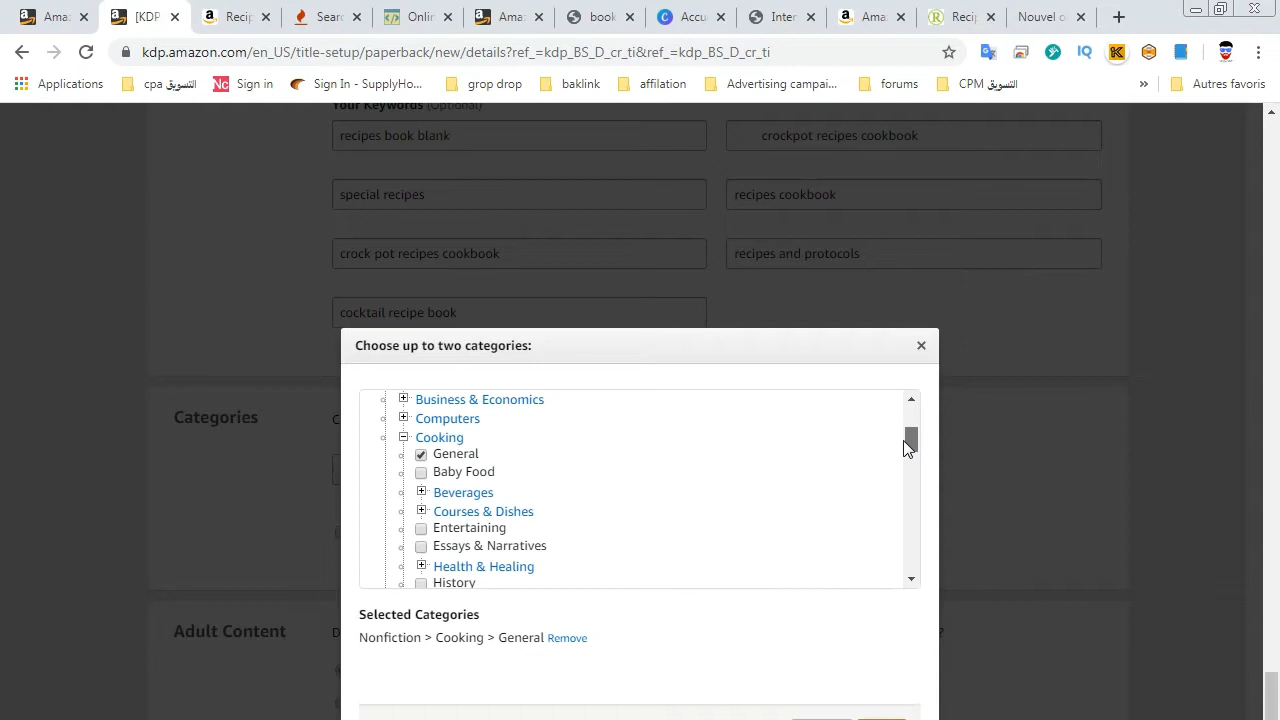 Ama
[KDP
Recip
Searc
Onlin
Amaz
book
Accu
Inter
Ama
Recip
Nouvel o
kdp.amazon.com/en_US/title-setup/paperback/new/details?ref_=kdp_BS_D_cr_ti&ref_=kdp_BS_D_cr_ti
Applications
cpa التسويق
Sign in
Sign In - SupplyHo...
grop drop
baklink
affilation
Advertising campai...
forums
CPM التسويق
»
Autres favoris
Your Keywords (Optional)
recipes book blank
crockpot recipes cookbook
special recipes
recipes cookbook
crock pot recipes cookbook
recipes and protocols
cocktail recipe book
Choose up to two categories:
Categories
Business & Economics
Computers
Cooking
General
Baby Food
Beverages
Courses & Dishes
Entertaining
Essays & Narratives
Health & Healing
History
Selected Categories
Adult Content
Nonfiction > Cooking > General Remove